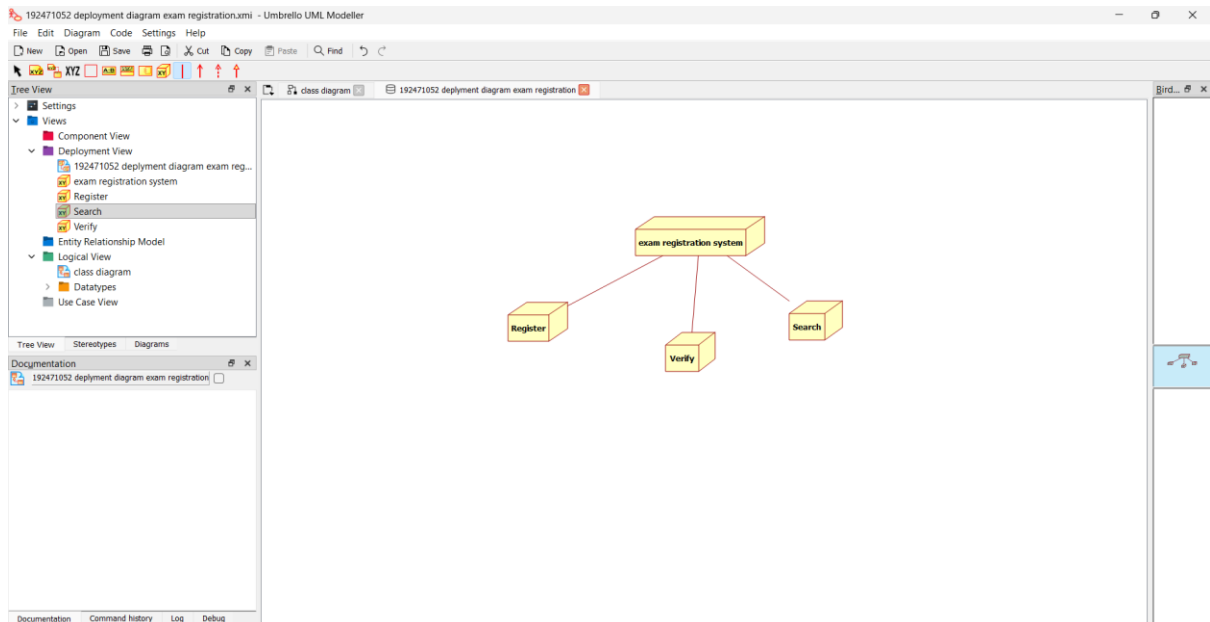 192471052 deployment diagram exam registration.xmi - Umbrello UML Modeller
File Edit Diagram Code Settings Help
New Open Save Cut Copy Paste Find
XYZ
Tree View
class diagram
192471052 deplyment diagram exam registration
Bird...
Settings
Views
Component View
Deployment View
192471052 deplyment diagram exam reg...
exam registration system
Register
Search
Verify
Entity Relationship Model
Logical View
class diagram
Datatypes
Use Case View
exam registration system
Register
Verify
Search
Tree View Stereotypes Diagrams
Documentation
192471052 deplyment diagram exam registration
Documentation Command history Log Debug